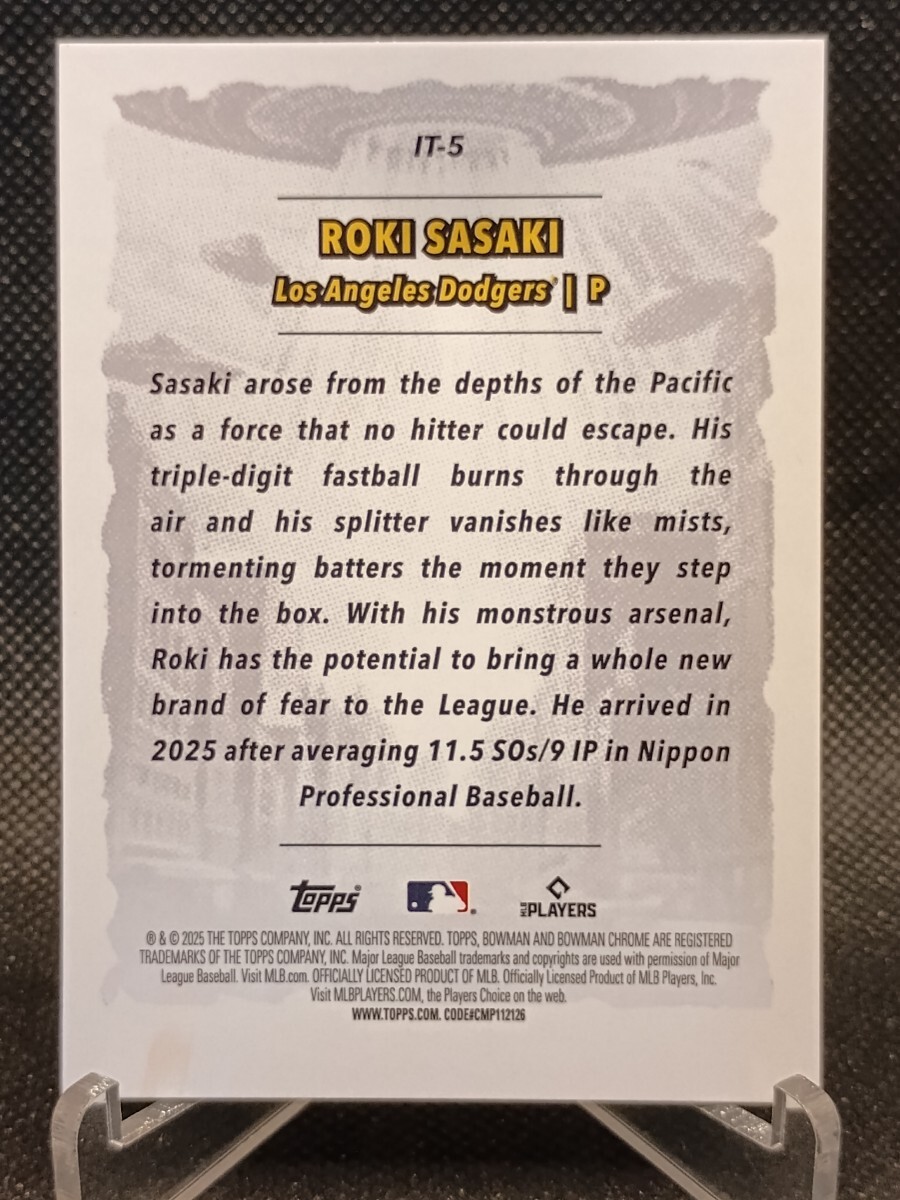 IT-5
ROKI SASAKI
Los Angeles Dodgers® | P
Sasaki arose from the depths of the Pacific
as a force that no hitter could escape. His
triple-digit fastball burns through the
air and his splitter vanishes like mists,
tormenting batters the moment they step
into the box. With his monstrous arsenal,
Roki has the potential to bring a whole new
brand of fear to the League. He arrived in
2025 after averaging 11.5 SOs/9 IP in Nippon
Professional Baseball.
Topps® ® MLB PLAYERS
® & © 2025 THE TOPPS COMPANY, INC. ALL RIGHTS RESERVED. TOPPS, BOWMAN AND BOWMAN CHROME ARE REGISTERED
TRADEMARKS OF THE TOPPS COMPANY, INC. Major League Baseball trademarks and copyrights are used with permission of Major
League Baseball. Visit MLB.com. OFFICIALLY LICENSED PRODUCT OF MLB. Officially Licensed Product of MLB Players, Inc.
Visit MLBPLAYERS.COM, the Players Choice on the web.
WWW.TOPPS.COM. CODE#CMP112126